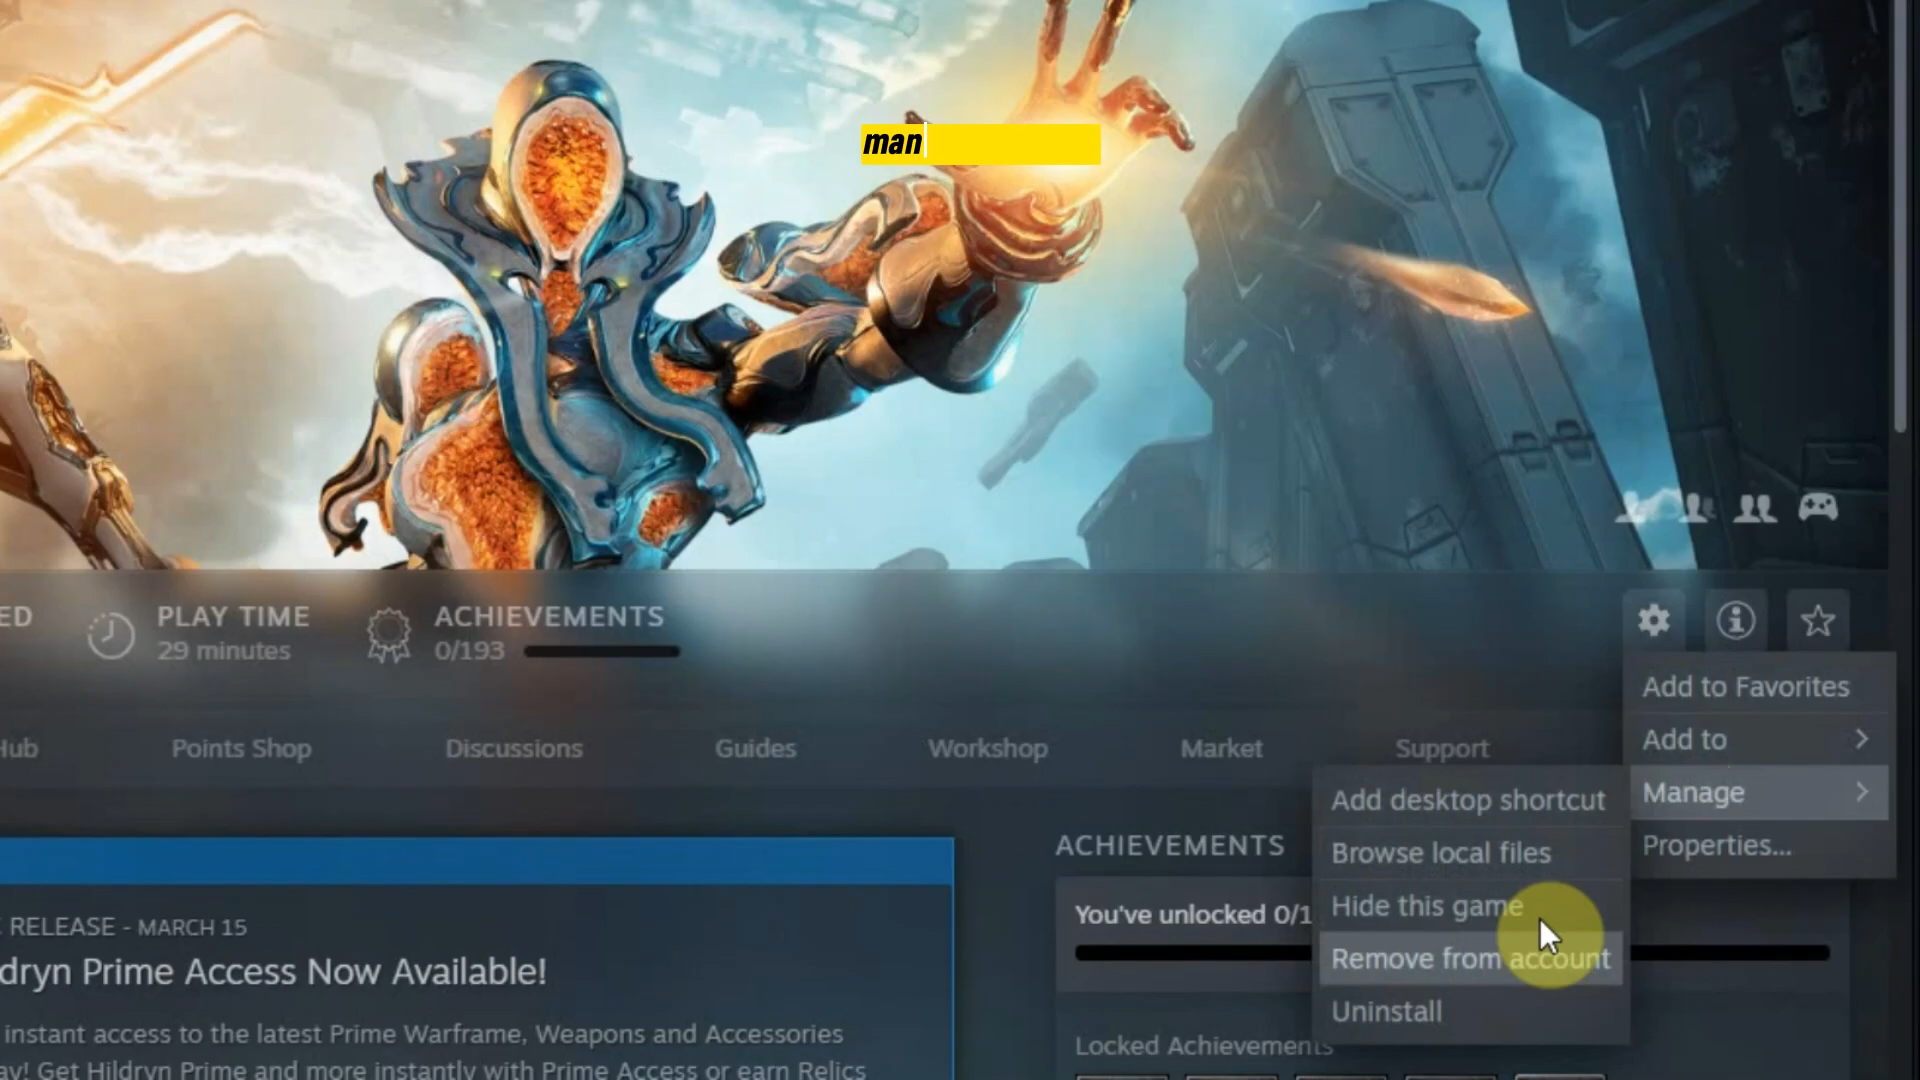 man
ED
PLAY TIME
29 minutes
ACHIEVEMENTS
0/193
Hub
Points Shop
Discussions
Guides
Workshop
Market
Support
Add to Favorites
Add to
Manage
Properties...
Add desktop shortcut
Browse local files
Hide this game
Remove from account
Uninstall
ACHIEVEMENTS
You've unlocked 0/1
Locked Achievements
RELEASE - MARCH 15
dryn Prime Access Now Available!
instant access to the latest Prime Warframe, Weapons and Accessories
ay! Get Hildryn Prime and more instantly with Prime Access or earn Relics